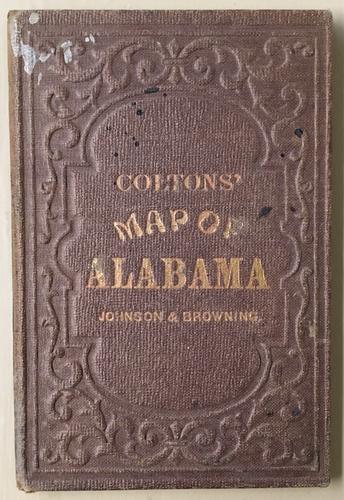 COLTONS'
MAP OF
ALABAMA
JOHNSON & BROWNING.